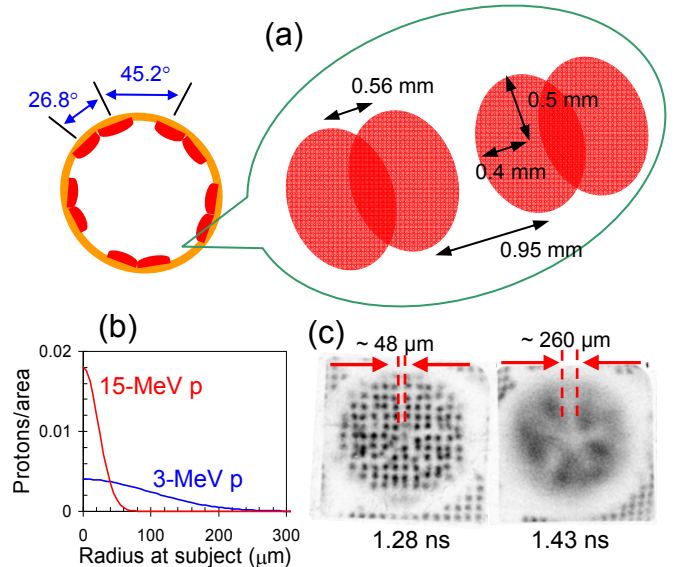 (a)
45.2°
26.8°
0.56 mm
0.5 mm
0.4 mm
0.95 mm
(b)
0.02
0.01
0
Protons/area
15-MeV p
3-MeV p
0 100 200 300
Radius at subject (μm)
(c)
~ 48 μm
~ 260 μm
1.28 ns
1.43 ns